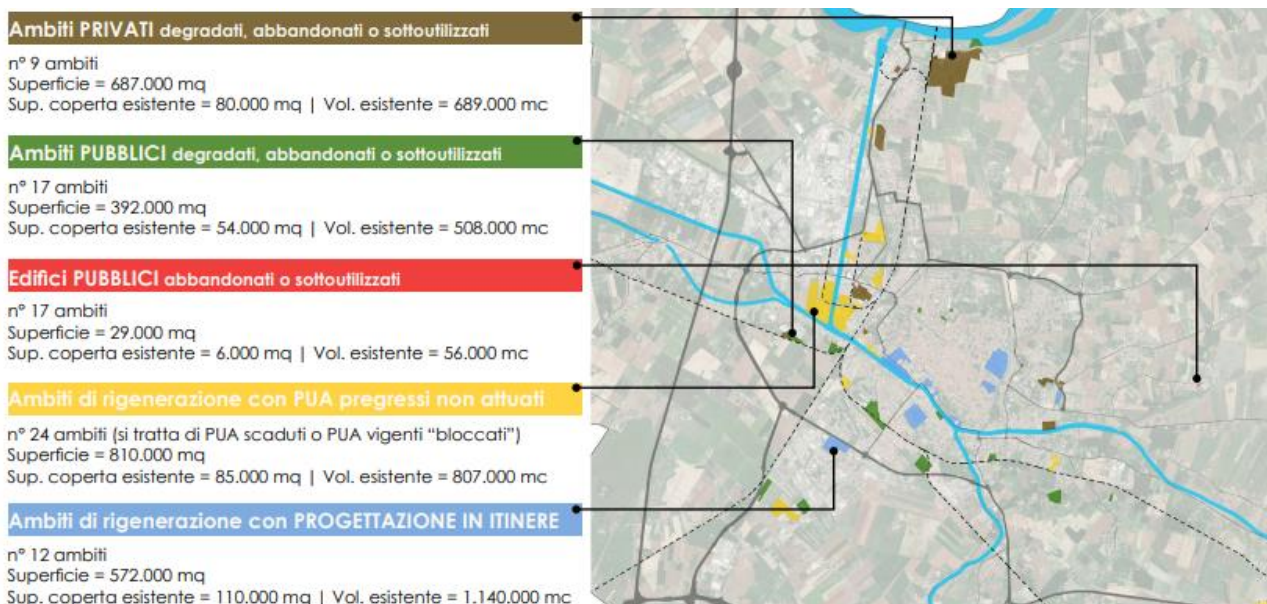 Ambiti PRIVATI degradati, abbandonati o sottoutilizzati
n° 9 ambiti
Superficie = 687.000 mq
Sup. coperta esistente = 80.000 mq | Vol. esistente = 689.000 mc
Ambiti PUBBLICI degradati, abbandonati o sottoutilizzati
n° 17 ambiti
Superficie = 392.000 mq
Sup. coperta esistente = 54.000 mq | Vol. esistente = 508.000 mc
Edifici PUBBLICI abbandonati o sottoutilizzati
n° 17 ambiti
Superficie = 29.000 mq
Sup. coperta esistente = 6.000 mq | Vol. esistente = 56.000 mc
Ambiti di rigenerazione con PUA pregressi non attuati
n° 24 ambiti (si tratta di PUA scaduti o PUA vigenti “bloccati”)
Superficie = 810.000 mq
Sup. coperta esistente = 85.000 mq | Vol. esistente = 807.000 mc
Ambiti di rigenerazione con PROGETTAZIONE IN ITINERE
n° 12 ambiti
Superficie = 572.000 mq
Sup. coperta esistente = 110.000 mq | Vol. esistente = 1.140.000 mc